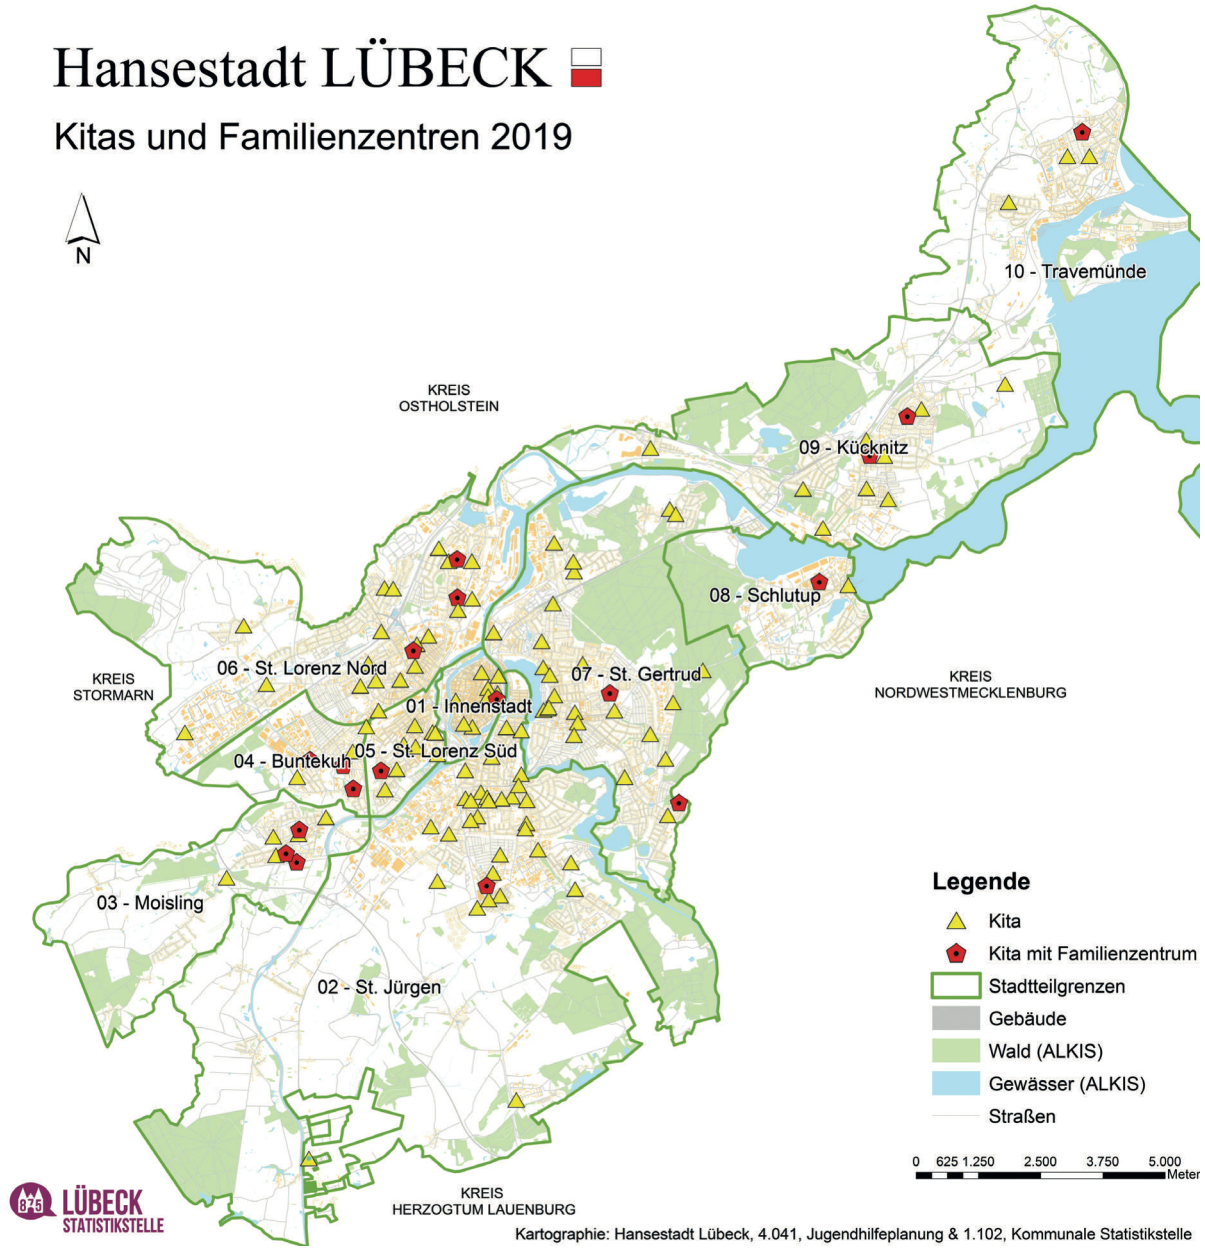 Hansestadt LÜBECK
Kitas und Familienzentren 2019
N
10 - Travemünde
KREIS
OSTHOLSTEIN
09 - Kücknitz
08 - Schlutup
06 - St. Lorenz Nord
07 - St. Gertrud
KREIS
STORMARN
KREIS
NORDWESTMECKLENBURG
01 - Innenstadt
05 - St. Lorenz Süd
04 - Buntekuh
03 - Moisling
02 - St. Jürgen
Legende
Kita
Kita mit Familienzentrum
Stadtteilgrenzen
Gebäude
Wald (ALKIS)
Gewässer (ALKIS)
Straßen
0 625 1.250 2.500 3.750 5.000
Meter
875
LÜBECK
STATISTIKSTELLE
KREIS
HERZOGTUM LAUENBURG
Kartographie: Hansestadt Lübeck, 4.041, Jugendhilfeplanung & 1.102, Kommunale Statistikstelle